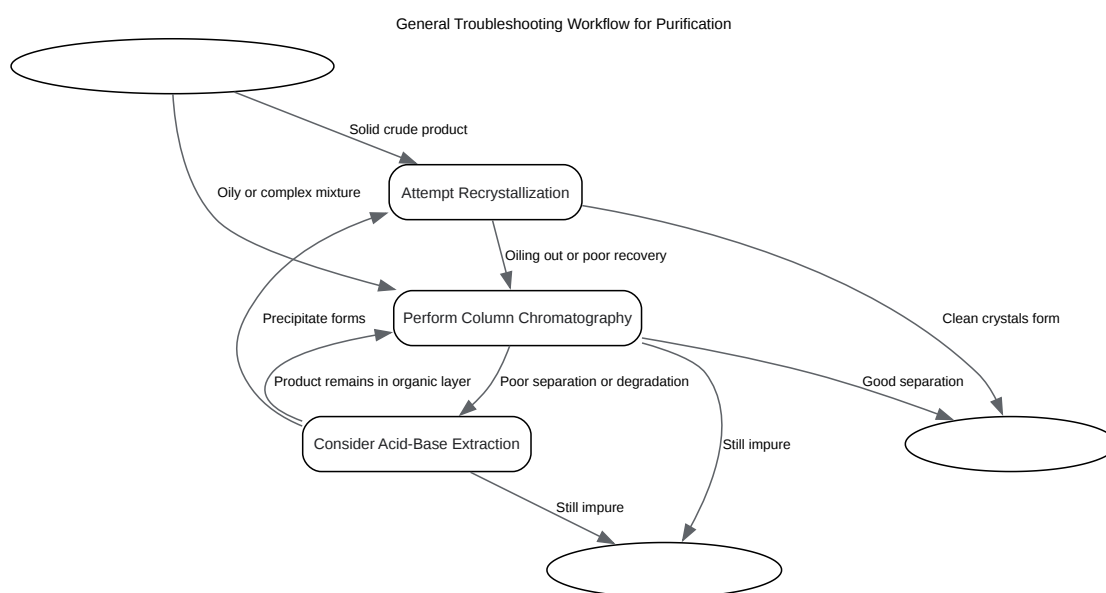 General Troubleshooting Workflow for Purification
Solid crude product
Oily or complex mixture
Attempt Recrystallization
Oiling out or poor recovery
Precipitate forms
Perform Column Chromatography
Clean crystals form
Product remains in organic layer
Poor separation or degradation
Good separation
Consider Acid-Base Extraction
Still impure
Still impure